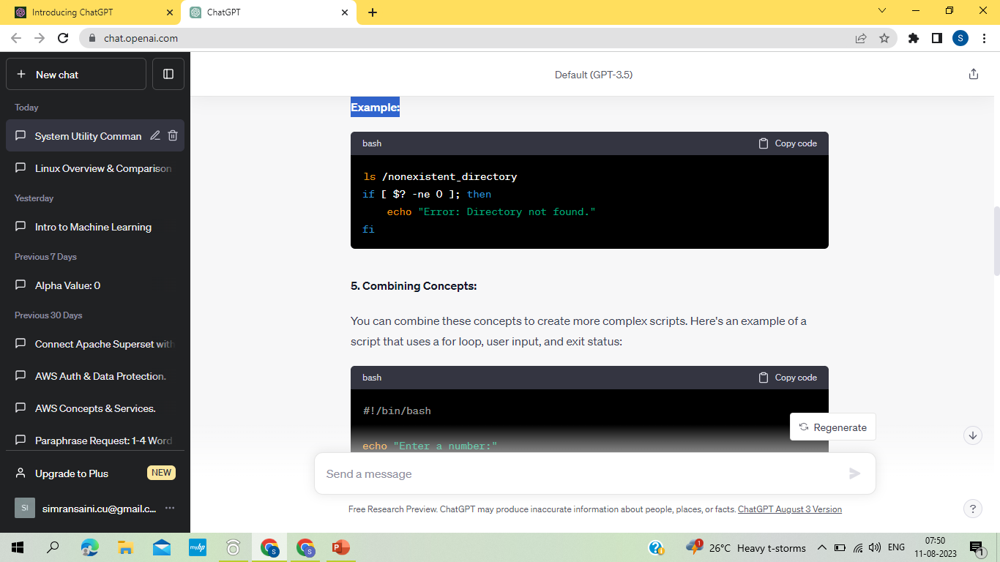 Introducing ChatGPT
ChatGPT
chat.openai.com
S
New chat
Default (GPT-3.5)
Today
System Utility Comman
Linux Overview & Comparison
Yesterday
Intro to Machine Learning
Previous 7 Days
Alpha Value: 0
Previous 30 Days
Connect Apache Superset with
AWS Auth & Data Protection.
AWS Concepts & Services.
Paraphrase Request: 1-4 Word
Upgrade to Plus NEW
SI simransaini.cu@gmail.c... ...
Example:
bash Copy code
ls /nonexistent_directory
if [ $? -ne 0 ]; then
echo "Error: Directory not found."
fi
5. Combining Concepts:
You can combine these concepts to create more complex scripts. Here's an example of a
script that uses a for loop, user input, and exit status:
bash Copy code
#!/bin/bash
echo "Enter a number:"
Regenerate
Send a message
Free Research Preview. ChatGPT may produce inaccurate information about people, places, or facts. ChatGPT August 3 Version
?
myhp
S
S
P
?
1
26°C Heavy t-storms
ENG
07:50
11-08-2023
1